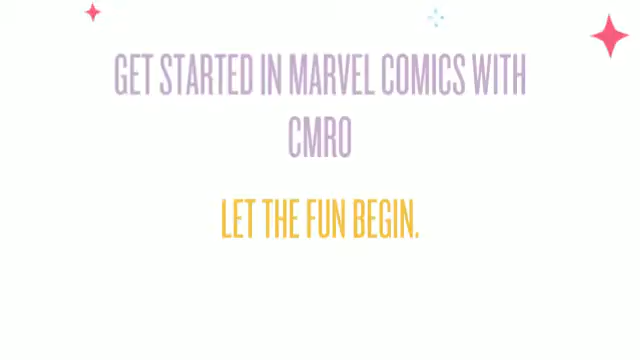 GET STARTED IN MARVEL COMICS WITH
CMRO
LET THE FUN BEGIN.